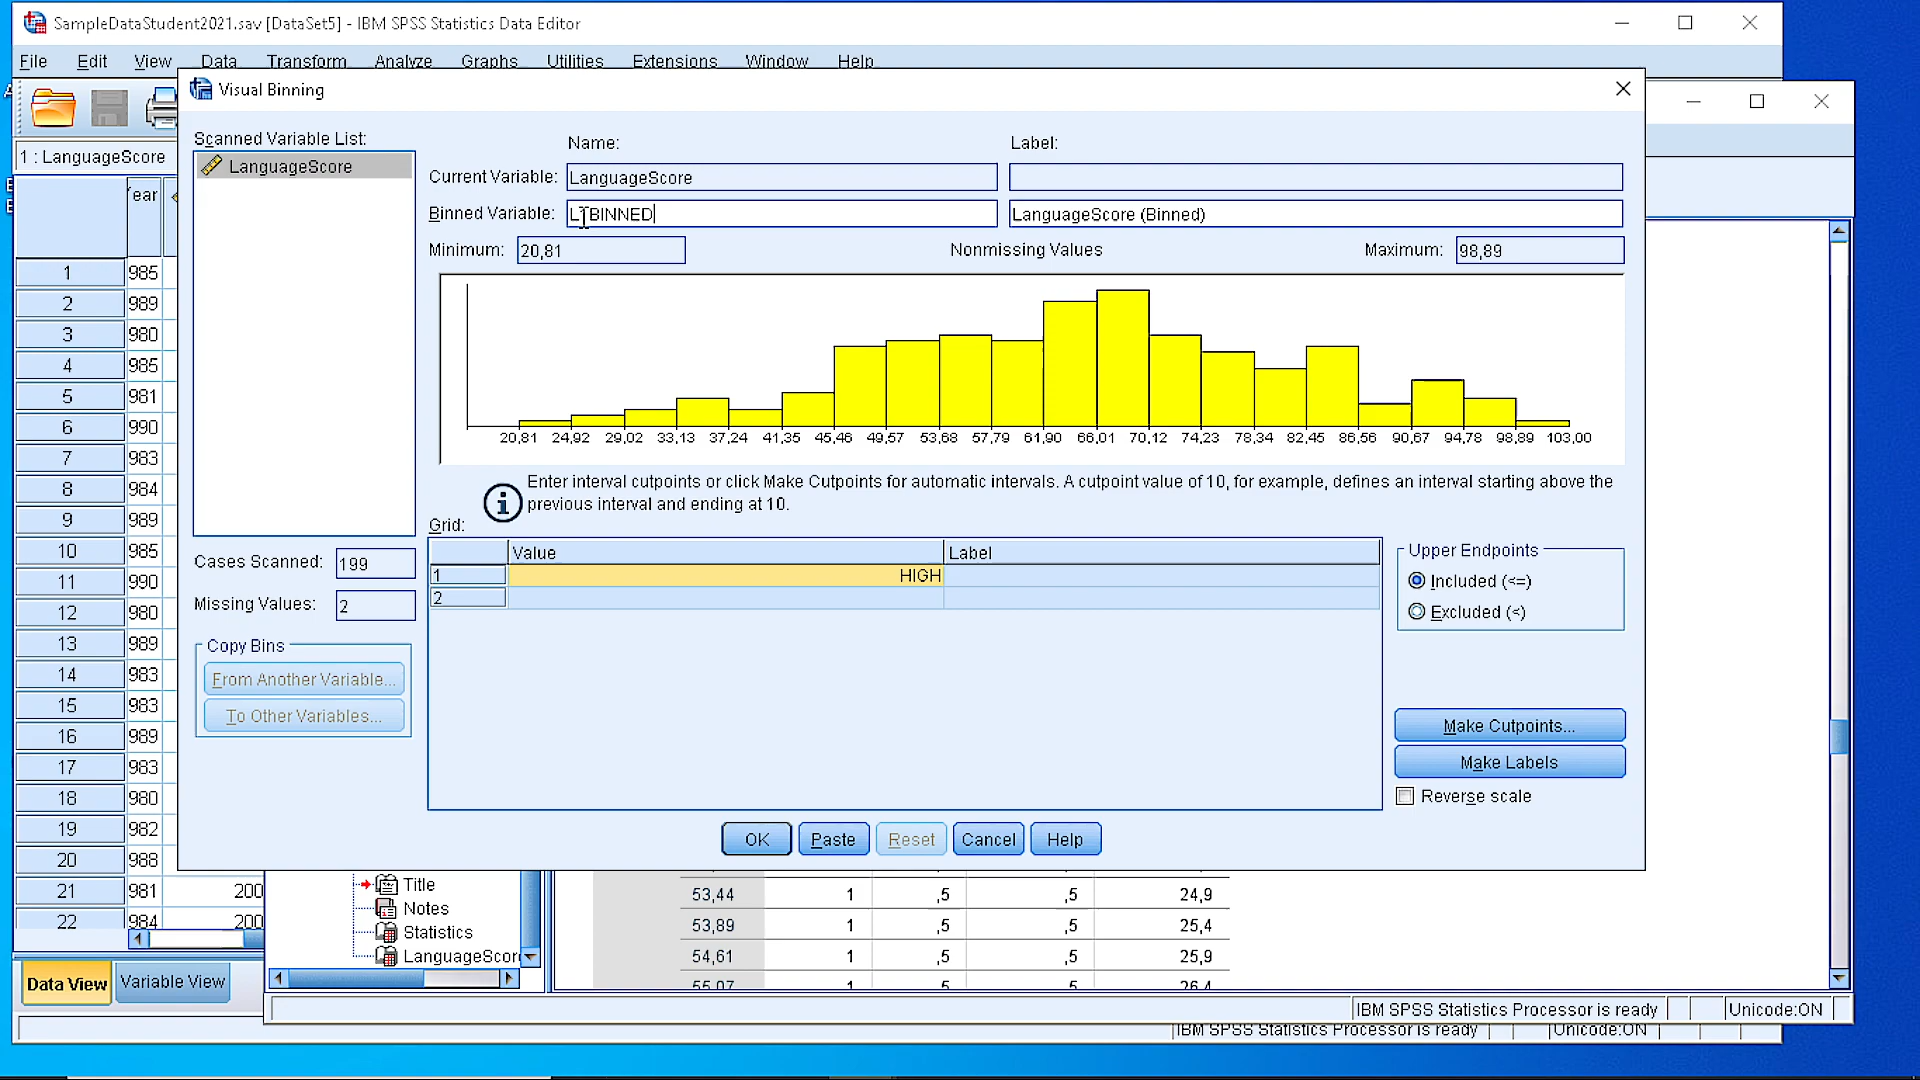 SampleDataStudent2021.sav [DataSet5] - IBM SPSS Statistics Data Editor
File Edit View Data Transform Analyze Graphs Utilities Extensions Window Help
Visual Binning
1 : LanguageScore
Scanned Variable List:
LanguageScore
Name: Label:
Current Variable: LanguageScore
Binned Variable: LanguageScore (Binned)
Minimum: 20,81 Nonmissing Values Maximum: 98,89
20,81 24,92 29,02 33,13 37,24 41,35 45,46 49,57 53,68 57,79 61,90 66,01 70,12 74,23 78,34 82,45 86,56 90,67 94,78 98,89 103,00
Enter interval cutpoints or click Make Cutpoints for automatic intervals. A cutpoint value of 10, for example, defines an interval starting above the
previous interval and ending at 10.
Grid:
Value Label
1 HIGH
2
Cases Scanned: 199
Missing Values: 2
Copy Bins
From Another Variable...
To Other Variables...
Upper Endpoints
Included (<=)
Excluded (<)
Make Cutpoints...
Make Labels
Reverse scale
OK Paste Reset Cancel Help
1 985
2 989
3 980
4 985
5 981
6 990
7 983
8 984
9 989
10 985
11 990
12 980
13 989
14 983
15 983
16 989
17 983
18 980
19 982
20 988
21 981 200
22 984 200
Title
Notes
Statistics
53,44 1 ,5 ,5 24,9
53,89 1 ,5 ,5 25,4
54,61 1 ,5 ,5 25,9
55,07 1 ,5 ,5 26,4
Data View Variable View
IBM SPSS Statistics Processor is ready Unicode:ON
IBM SPSS Statistics Processor is ready Unicode:ON